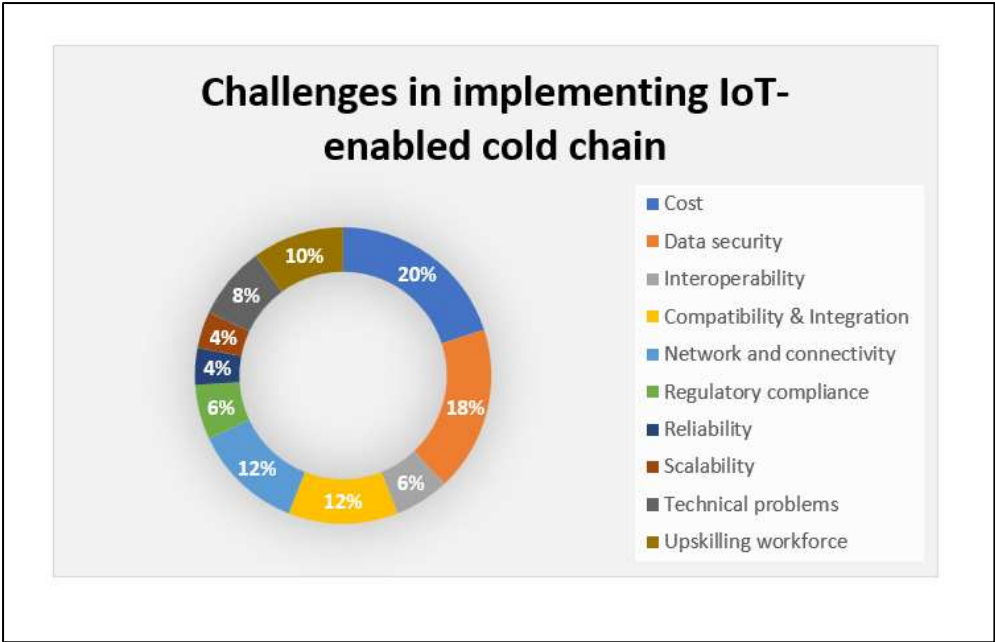 Challenges in implementing IoT-
enabled cold chain
20%
18%
6%
12%
12%
6%
4%
4%
8%
10%
Cost
Data security
Interoperability
Compatibility & Integration
Network and connectivity
Regulatory compliance
Reliability
Scalability
Technical problems
Upskilling workforce